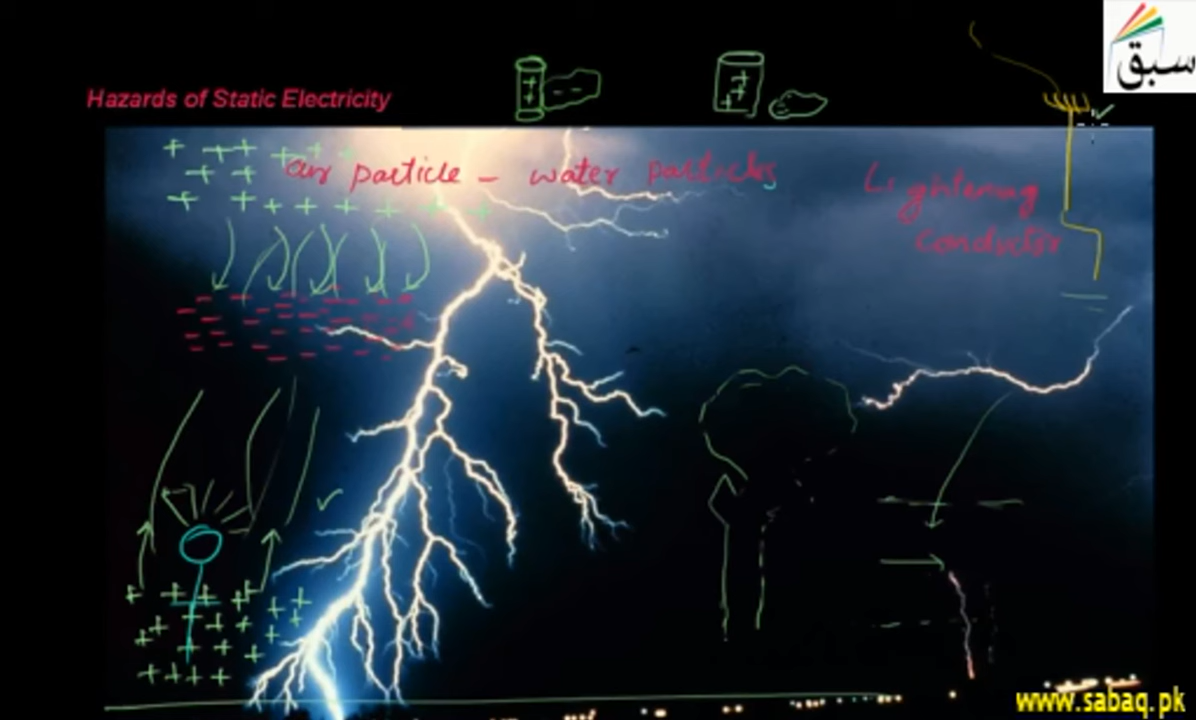 سبق
Hazards of Static Electricity
air particle – water particles
Lightening
conductor
www.sabaq.pk